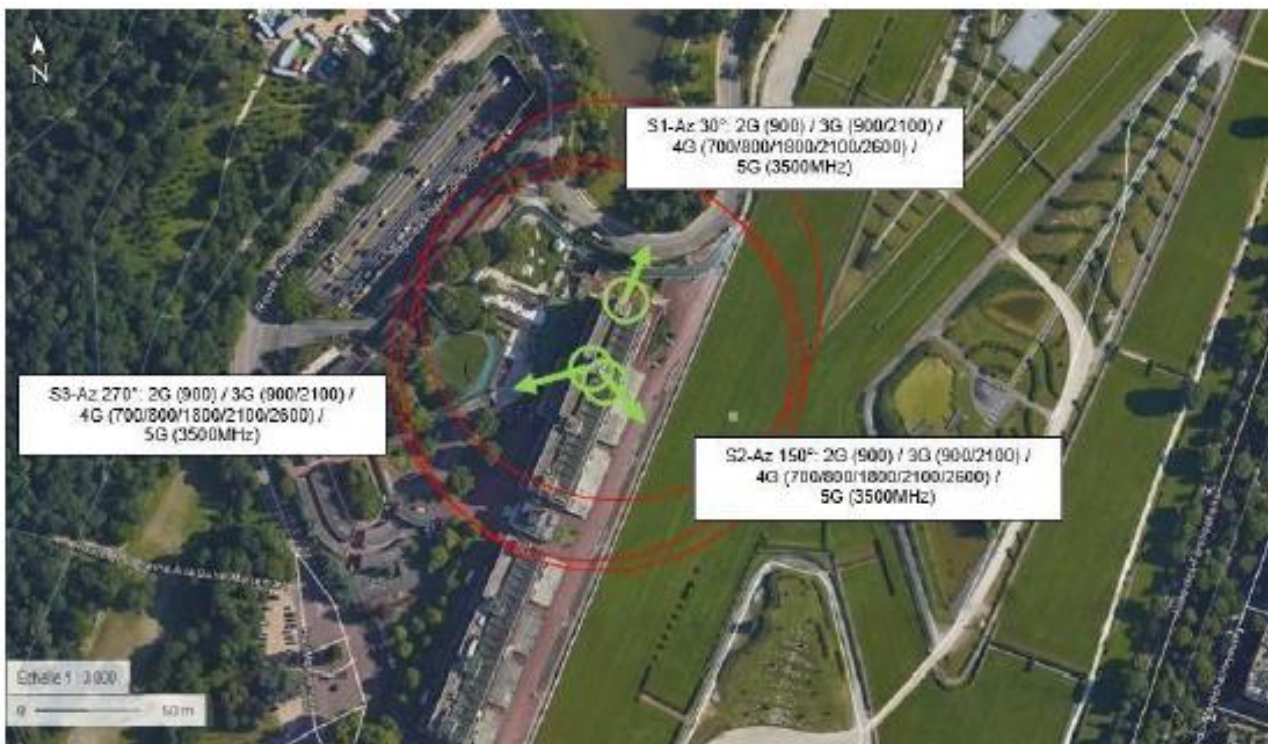 N
S1-Az 30°: 2G (900) / 3G (900/2100) /
4G (700/800/1800/2100/2600) /
5G (3500MHz)
S3-Az 270°: 2G (900) / 3G (900/2100) /
4G (700/800/1800/2100/2600) /
5G (3500MHz)
S2-Az 150°: 2G (900) / 3G (900/2100) /
4G (700/800/1800/2100/2600) /
5G (3500MHz)
Echelle 1 : 3 000
0 50 m